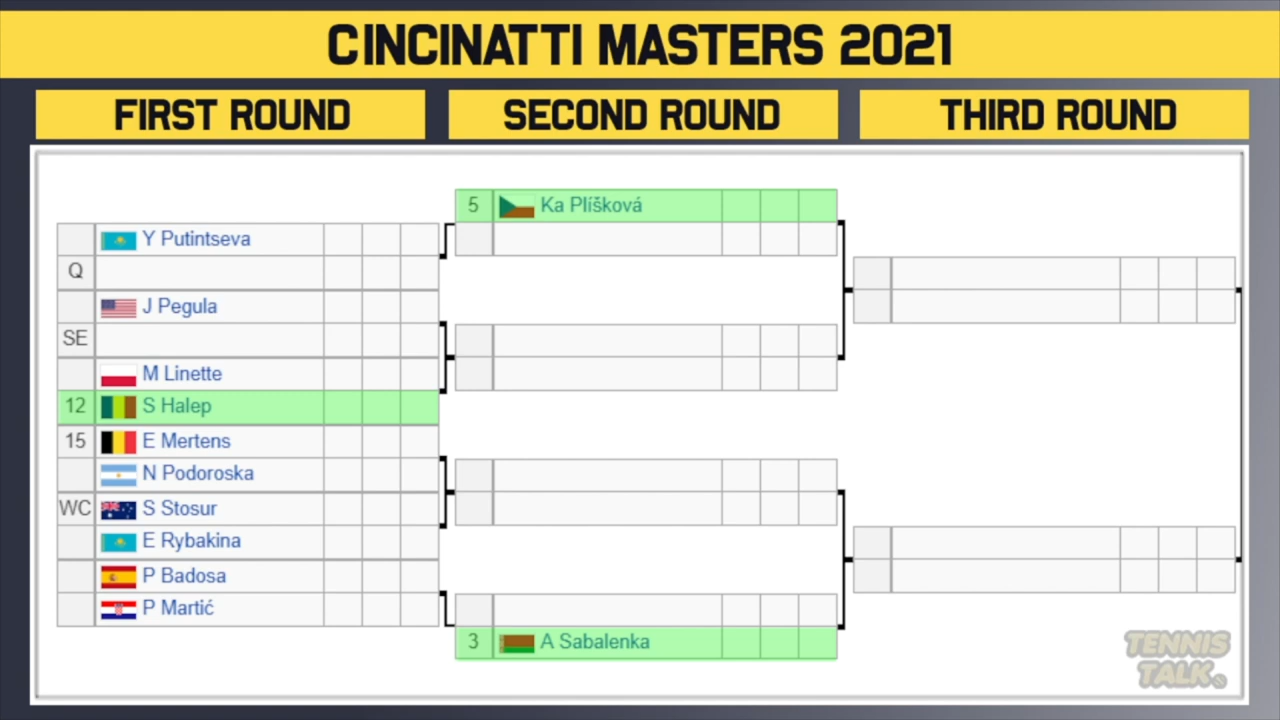 CINCINATTI MASTERS 2021
FIRST ROUND
SECOND ROUND
THIRD ROUND
5 Ka Plíšková
Y Putintseva
Q
J Pegula
SE
M Linette
12 S Halep
15 E Mertens
N Podoroska
WC S Stosur
E Rybakina
P Badosa
P Martić
3 A Sabalenka
TENNIS
TALK